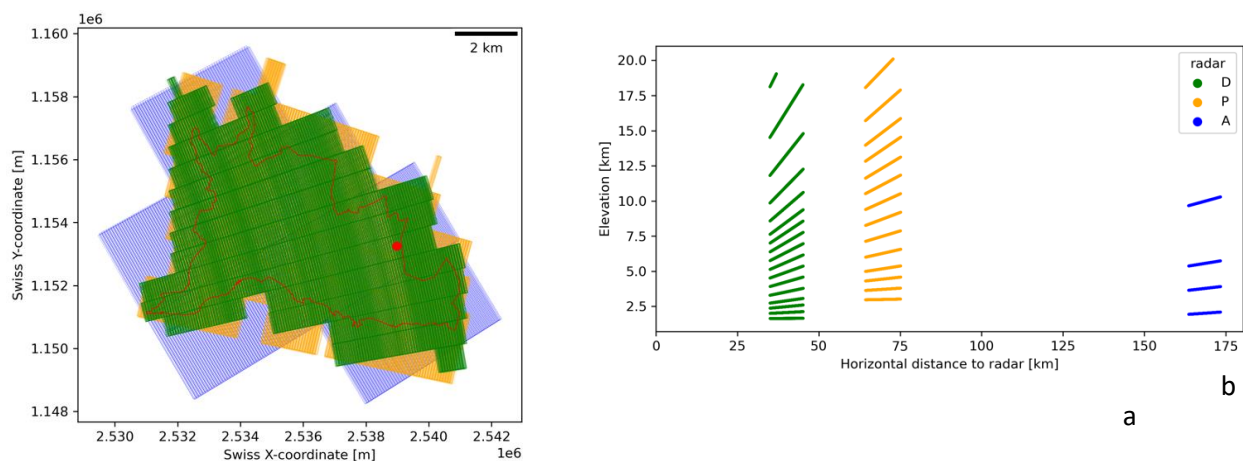 1e6
1.160
1.158
1.156
1.154
1.152
1.150
1.148
Swiss Y-coordinate [m]
2 km
2.530
2.532
2.534
2.536
2.538
2.540
2.542
Swiss X-coordinate [m]
1e6
20.0
17.5
15.0
12.5
10.0
7.5
5.0
2.5
Elevation [km]
radar
D
P
A
0
25
50
75
100
125
150
175
Horizontal distance to radar [km]
b
a